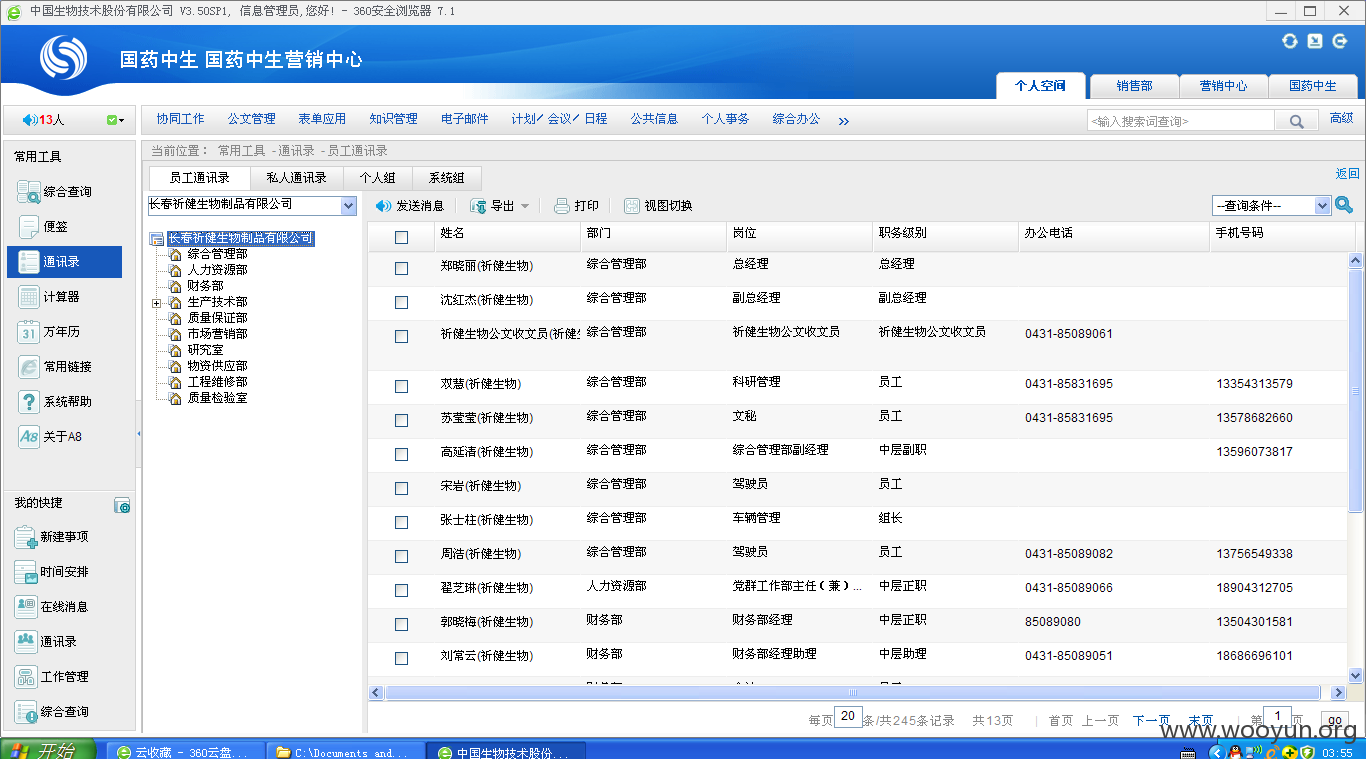 中国生物技术股份有限公司 V3.50SP1, 信息管理员,您好! - 360安全浏览器 7.1
国药中生 国药中生营销中心
个人空间 销售部 营销中心 国药中生
13人 协同工作 公文管理 表单应用 知识管理 电子邮件 计划/会议/日程 公共信息 个人事务 综合办公 » <输入搜索词查询> 高级
常用工具
综合查询
便签
通讯录
计算器
31 万年历
常用链接
系统帮助
A8 关于A8
我的快捷
新建事项
时间安排
在线消息
通讯录
工作管理
综合查询
当前位置: 常用工具 - 通讯录 - 员工通讯录
员工通讯录 私人通讯录 个人组 系统组 返回
长春祈健生物制品有限公司 发送消息 导出 打印 视图切换 --查询条件--
长春祈健生物制品有限公司
综合管理部
人力资源部
财务部
生产技术部
质量保证部
市场营销部
研究室
物资供应部
工程维修部
质量检验室
姓名 部门 岗位 职务级别 办公电话 手机号码
郑晓丽(祈健生物) 综合管理部 总经理 总经理
沈红杰(祈健生物) 综合管理部 副总经理 副总经理
祈健生物公文收文员(祈健生 综合管理部 祈健生物公文收文员 祈健生物公文收文员 0431-85089061
双慧(祈健生物) 综合管理部 科研管理 员工 0431-85831695 13354313579
苏莹莹(祈健生物) 综合管理部 文秘 员工 0431-85831695 13578682660
高延清(祈健生物) 综合管理部 综合管理部副经理 中层副职 13596073817
宋岩(祈健生物) 综合管理部 驾驶员 员工
张士柱(祈健生物) 综合管理部 车辆管理 组长
周浩(祈健生物) 综合管理部 驾驶员 员工 0431-85089082 13756549338
翟芝琳(祈健生物) 人力资源部 党群工作部主任(兼)... 中层正职 0431-85089066 18904312705
郭晓梅(祈健生物) 财务部 财务部经理 中层正职 85089080 13504301581
刘常云(祈健生物) 财务部 财务部经理助理 中层助理 0431-85089051 18686696101
每页 20 条/共245条记录 共13页 | 首页 上一页 下一页 末页 | 第 1 页 go
www.wooyun.org
开始 云收藏 - 360云盘... C:\Documents and... 中国生物技术股份... 03:55